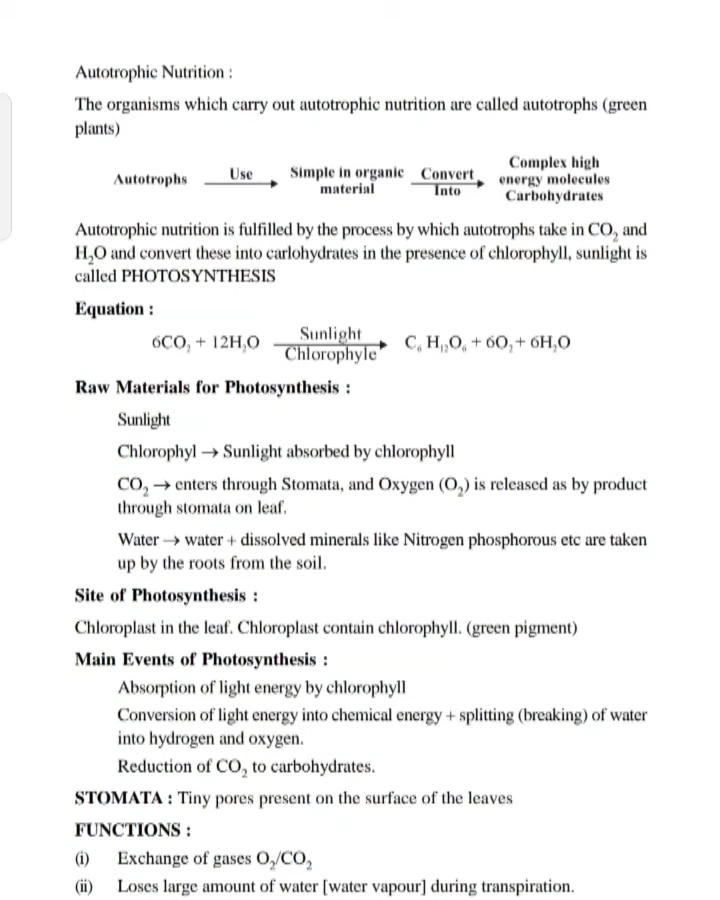 Autotrophic Nutrition :
The organisms which carry out autotrophic nutrition are called autotrophs (green
plants)
Autotrophs Use Simple in organic material Convert Into Complex high energy molecules Carbohydrates
Autotrophic nutrition is fulfilled by the process by which autotrophs take in CO₂ and
H₂O and convert these into carlohydrates in the presence of chlorophyll, sunlight is
called PHOTOSYNTHESIS
Equation :
6CO₂ + 12H₂O Sunlight Chlorophyle C₆ H₁₂O₆ + 6O₂ + 6H₂O
Raw Materials for Photosynthesis :
Sunlight
Chlorophyl → Sunlight absorbed by chlorophyll
CO₂ → enters through Stomata, and Oxygen (O₂) is released as by product
through stomata on leaf.
Water → water + dissolved minerals like Nitrogen phosphorous etc are taken
up by the roots from the soil.
Site of Photosynthesis :
Chloroplast in the leaf. Chloroplast contain chlorophyll. (green pigment)
Main Events of Photosynthesis :
Absorption of light energy by chlorophyll
Conversion of light energy into chemical energy + splitting (breaking) of water
into hydrogen and oxygen.
Reduction of CO₂ to carbohydrates.
STOMATA : Tiny pores present on the surface of the leaves
FUNCTIONS :
(i) Exchange of gases O₂/CO₂
(ii) Loses large amount of water [water vapour] during transpiration.